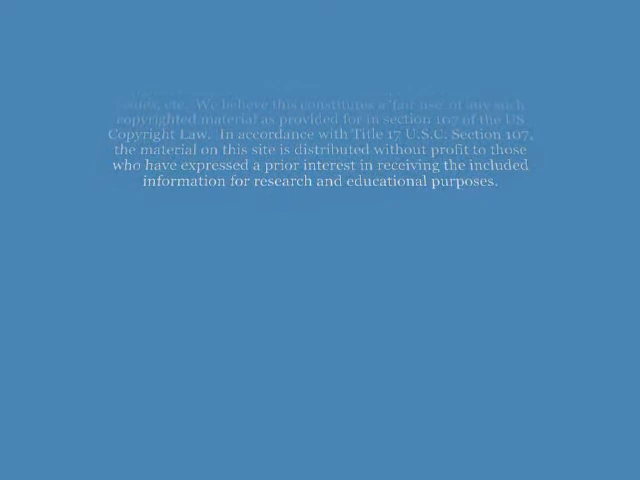 issues, etc.  We believe this constitutes a 'fair use' of any such
copyrighted material as provided for in section 107 of the US
Copyright Law.  In accordance with Title 17 U.S.C. Section 107,
the material on this site is distributed without profit to those
who have expressed a prior interest in receiving the included
information for research and educational purposes.